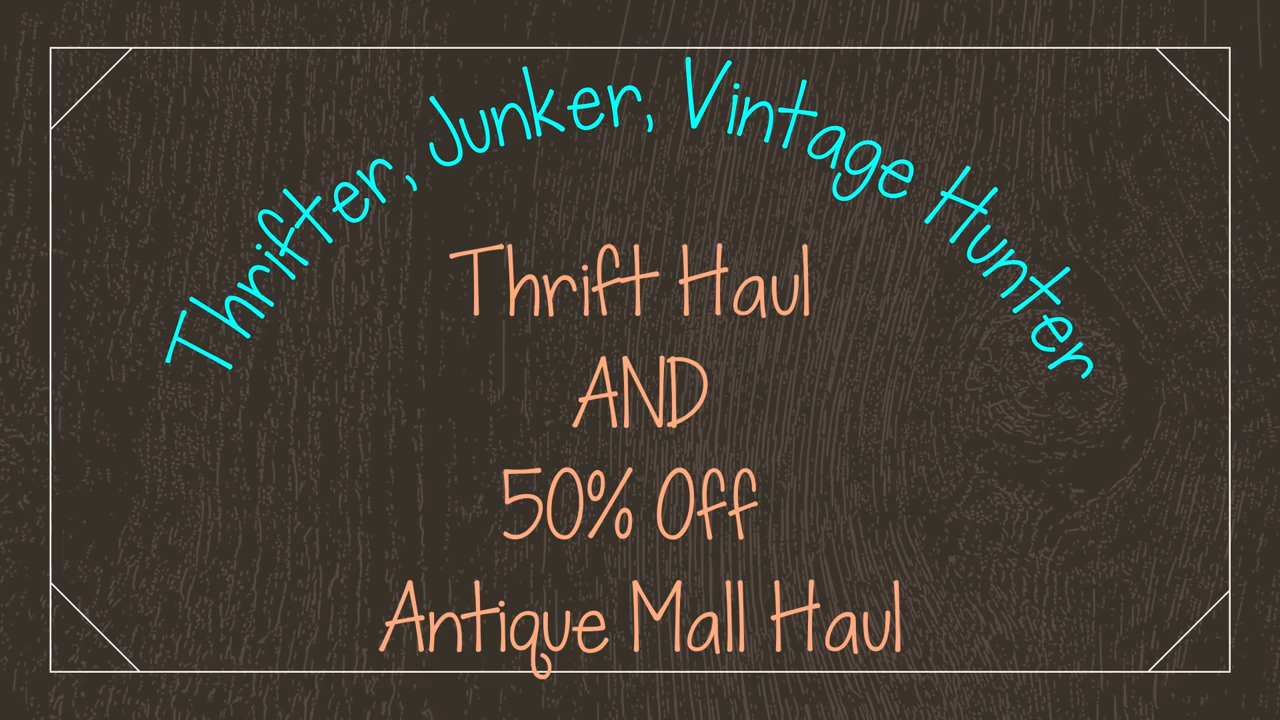 Thrifter, Junker, Vintage Hunter
Thrift Haul
AND
50% Off
Antique Mall Haul